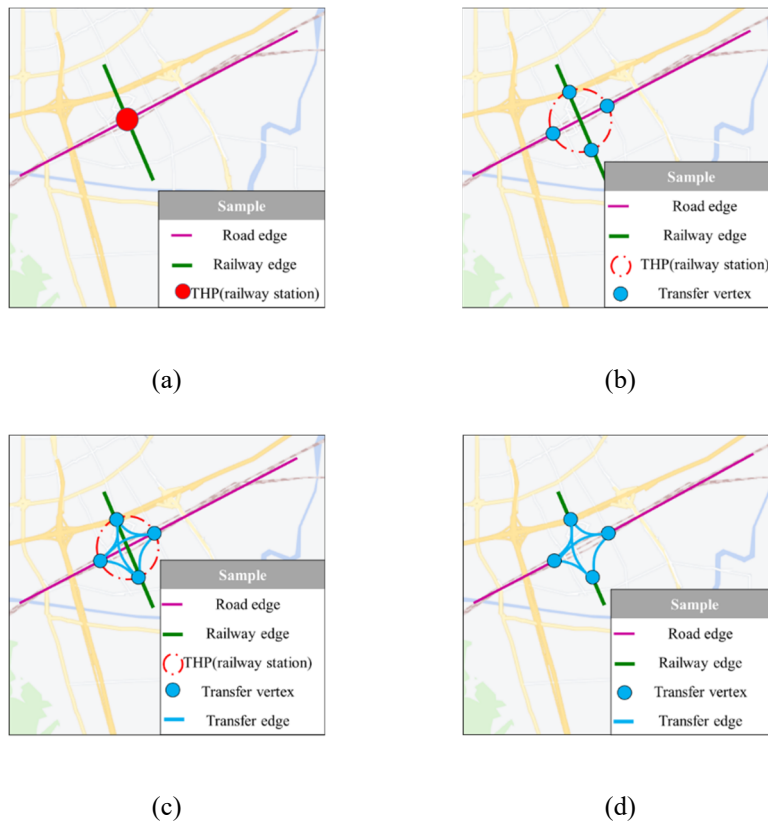 Sample
Road edge
Railway edge
THP(railway station)
(a)
Sample
Road edge
Railway edge
THP(railway station)
Transfer vertex
(b)
Sample
Road edge
Railway edge
THP(railway station)
Transfer vertex
Transfer edge
(c)
Sample
Road edge
Railway edge
Transfer vertex
Transfer edge
(d)